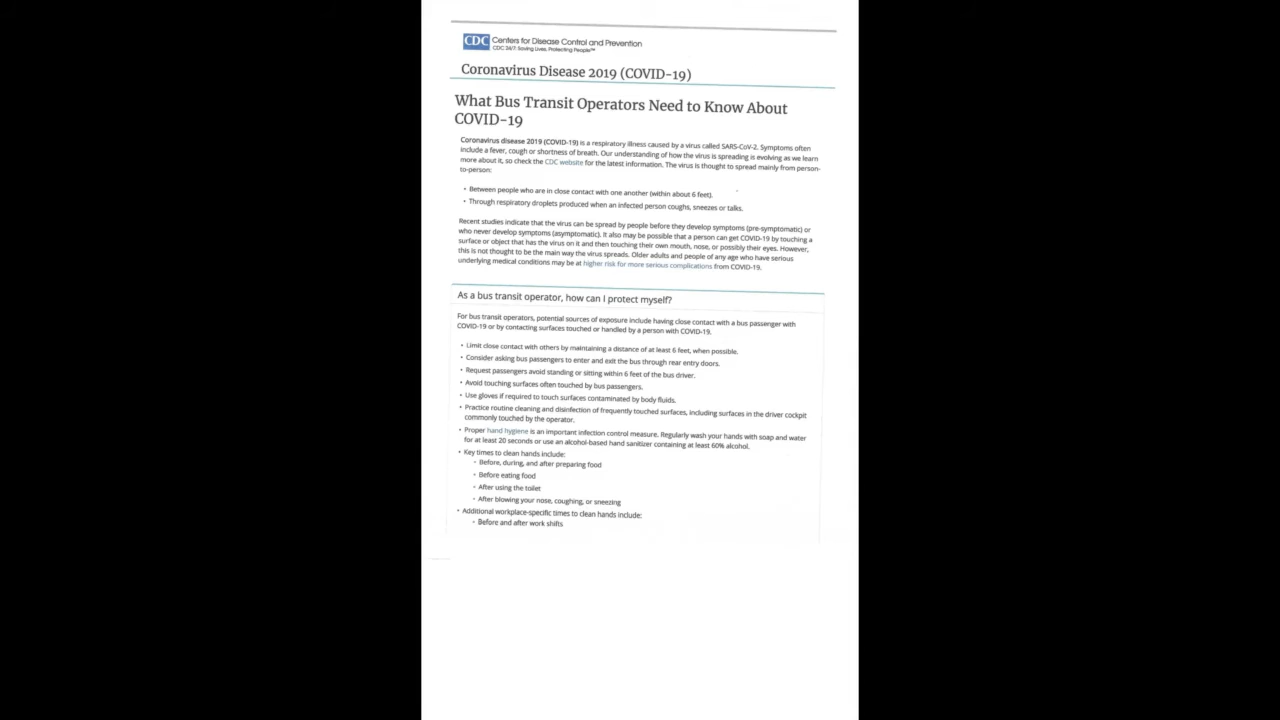 CDC Centers for Disease Control and Prevention
CDC 24/7: Saving Lives, Protecting People™
Coronavirus Disease 2019 (COVID-19)
What Bus Transit Operators Need to Know About
COVID-19
Coronavirus disease 2019 (COVID-19) is a respiratory illness caused by a virus called SARS-CoV-2. Symptoms often
include a fever, cough or shortness of breath. Our understanding of how the virus is spreading is evolving as we learn
more about it, so check the CDC website for the latest information. The virus is thought to spread mainly from person-
to-person:
• Between people who are in close contact with one another (within about 6 feet).
• Through respiratory droplets produced when an infected person coughs, sneezes or talks.
Recent studies indicate that the virus can be spread by people before they develop symptoms (pre-symptomatic) or
who never develop symptoms (asymptomatic). It also may be possible that a person can get COVID-19 by touching a
surface or object that has the virus on it and then touching their own mouth, nose, or possibly their eyes. However,
this is not thought to be the main way the virus spreads. Older adults and people of any age who have serious
underlying medical conditions may be at higher risk for more serious complications from COVID-19.
As a bus transit operator, how can I protect myself?
For bus transit operators, potential sources of exposure include having close contact with a bus passenger with
COVID-19 or by contacting surfaces touched or handled by a person with COVID-19.
• Limit close contact with others by maintaining a distance of at least 6 feet, when possible.
• Consider asking bus passengers to enter and exit the bus through rear entry doors.
• Request passengers avoid standing or sitting within 6 feet of the bus driver.
• Avoid touching surfaces often touched by bus passengers.
• Use gloves if required to touch surfaces contaminated by body fluids.
• Practice routine cleaning and disinfection of frequently touched surfaces, including surfaces in the driver cockpit
commonly touched by the operator.
• Proper hand hygiene is an important infection control measure. Regularly wash your hands with soap and water
for at least 20 seconds or use an alcohol-based hand sanitizer containing at least 60% alcohol.
• Key times to clean hands include:
• Before, during, and after preparing food
• Before eating food
• After using the toilet
• After blowing your nose, coughing, or sneezing
• Additional workplace-specific times to clean hands include:
• Before and after work shifts